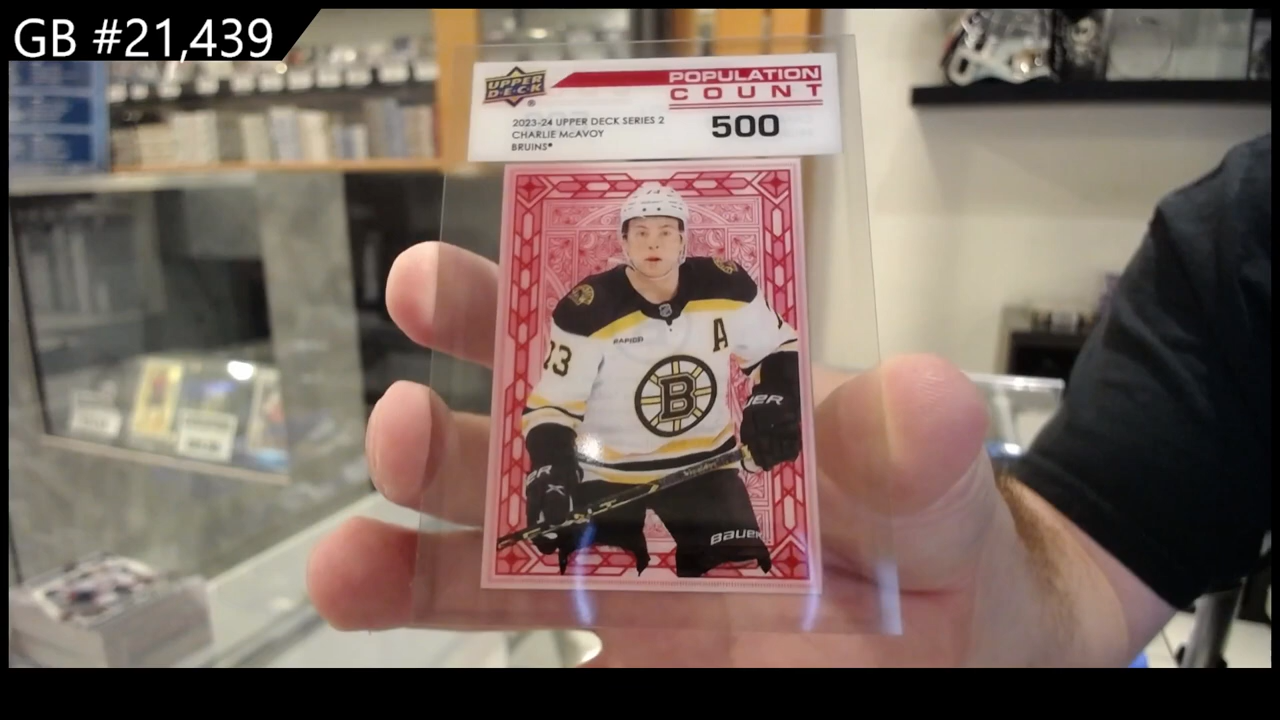 GB #21,439
UPPER
DECK
POPULATION
COUNT
2023-24 UPPER DECK SERIES 2
CHARLIE McAVOY
BRUINS
500
73
RAPID7
A
B
BAUER